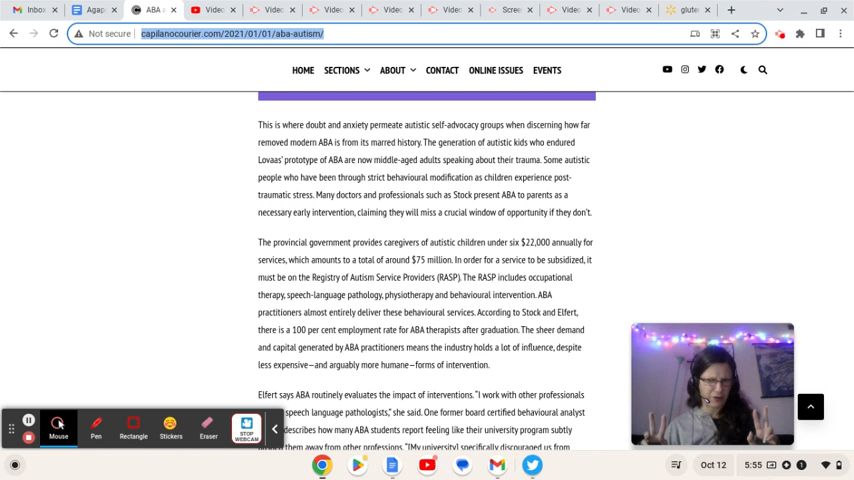 Inbox
Agap
ABA a
Video
Video
Video
Video
Video
Scree
Video
Video
glute
Not secure
capilanocourier.com/2021/01/01/aba-autism/
HOME SECTIONS ABOUT CONTACT ONLINE ISSUES EVENTS
This is where doubt and anxiety permeate autistic self-advocacy groups when discerning how far
removed modern ABA is from its marred history. The generation of autistic kids who endured
Lovaas' prototype of ABA are now middle-aged adults speaking about their trauma. Some autistic
people who have been through strict behavioural modification as children experience post-
traumatic stress. Many doctors and professionals such as Stock present ABA to parents as a
necessary early intervention, claiming they will miss a crucial window of opportunity if they don't.
The provincial government provides caregivers of autistic children under six $22,000 annually for
services, which amounts to a total of around $75 million. In order for a service to be subsidized, it
must be on the Registry of Autism Service Providers (RASP). The RASP includes occupational
therapy, speech-language pathology, physiotherapy and behavioural intervention. ABA
practitioners almost entirely deliver these behavioural services. According to Stock and Elfert,
there is a 100 per cent employment rate for ABA therapists after graduation. The sheer demand
and capital generated by ABA practitioners means the industry holds a lot of influence, despite
less expensive—and arguably more humane—forms of intervention.
Elfert says ABA routinely evaluates the impact of interventions. "I work with other professionals
speech language pathologists," she said. One former board certified behavioural analyst
describes how many ABA students report feeling like their university program subtly
them away from other professions. "[My university] specifically discouraged us from
Mouse
Pen
Rectangle
Stickers
Eraser
STOP
WEBCAM
Oct 12
5:55
1